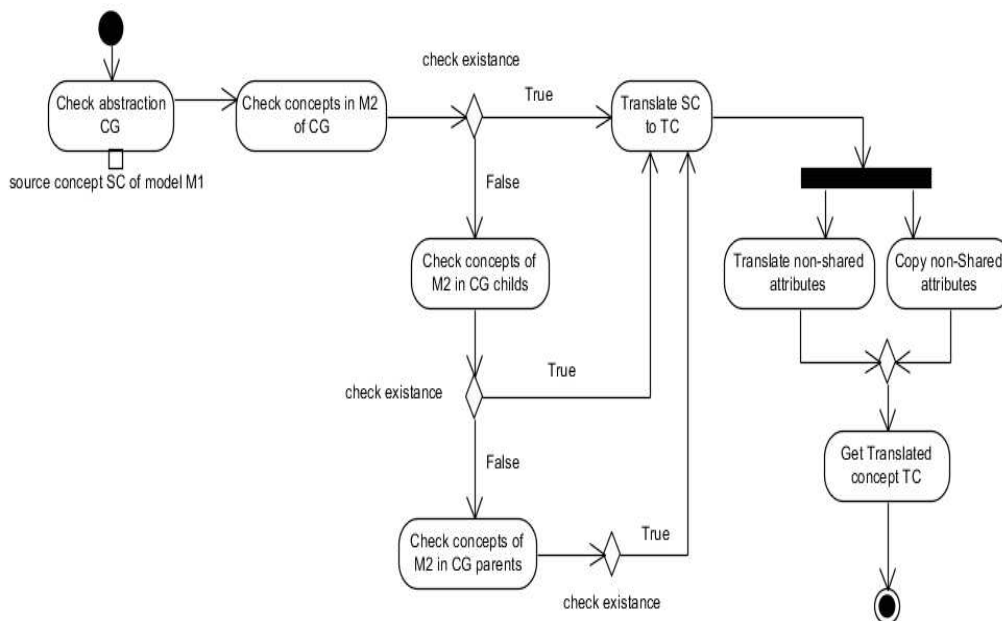 check existance
Check abstraction
CG
Check concepts in M2
of CG
True
Translate SC
to TC
source concept SC of model M1
False
Check concepts of
M2 in CG childs
Translate non-shared
attributes
Copy non-Shared
attributes
check existance
True
False
Get Translated
concept TC
Check concepts of
M2 in CG parents
True
check existance